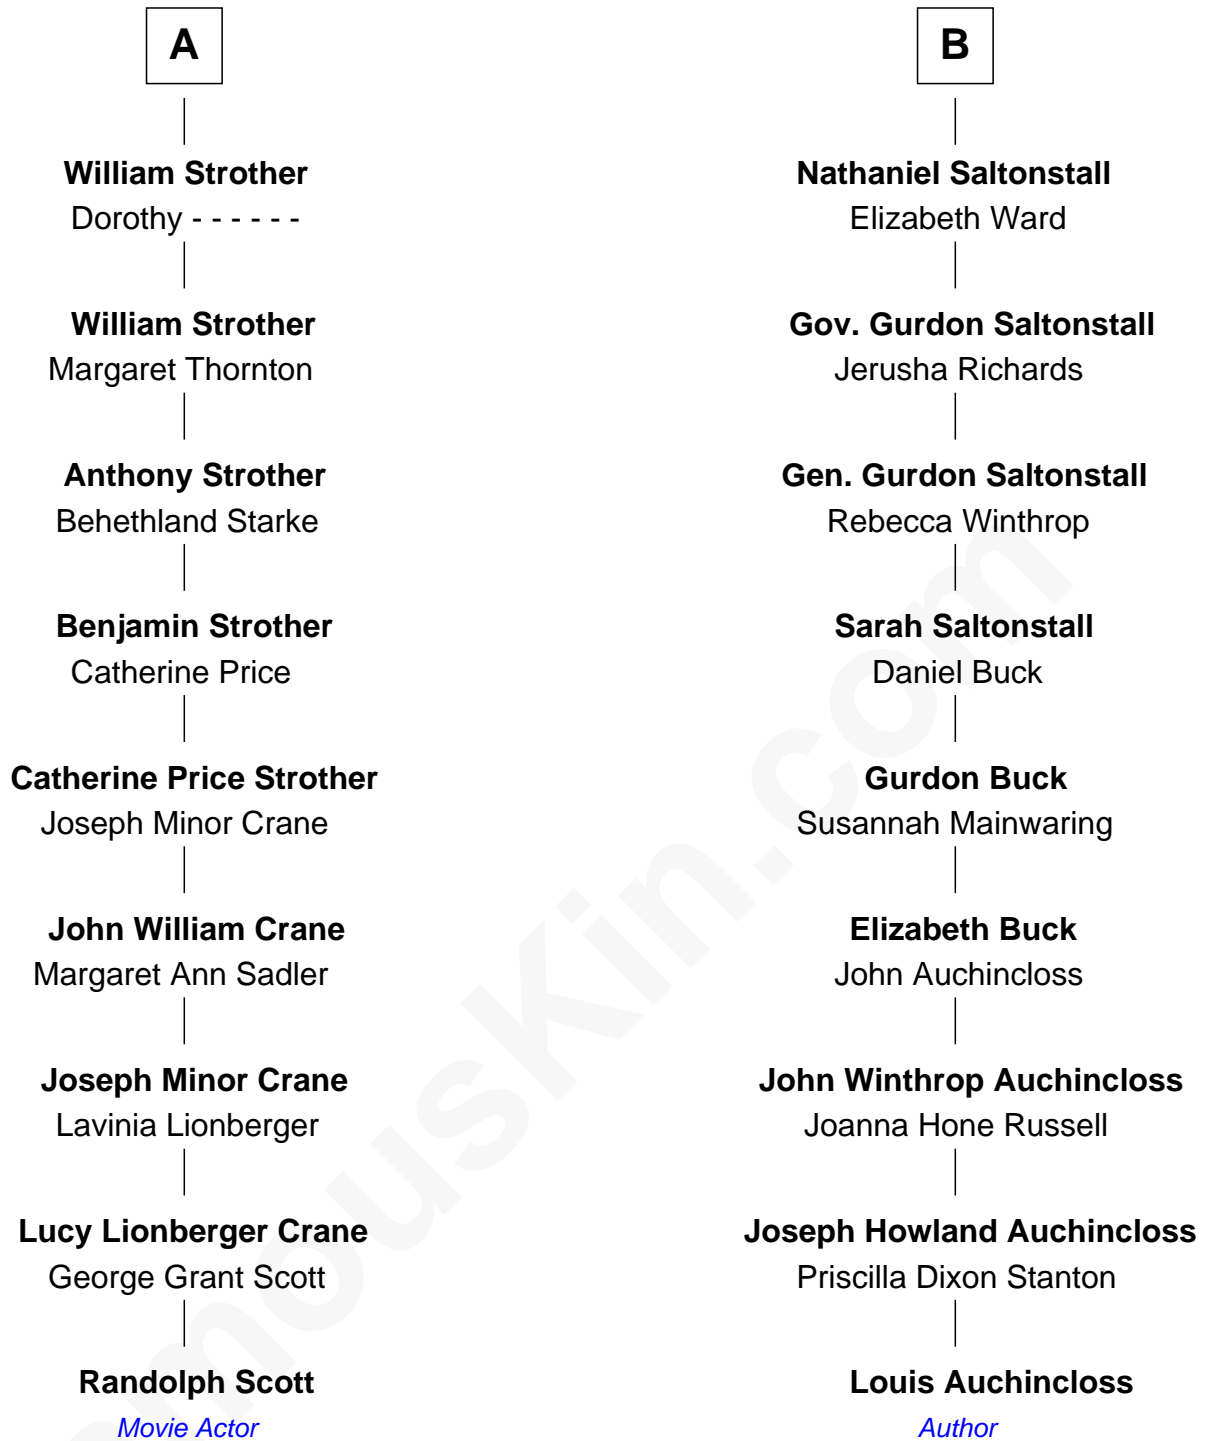 A
William Strother
Dorothy - - - - - -
William Strother
Margaret Thornton
Anthony Strother
Behethland Starke
Benjamin Strother
Catherine Price
Catherine Price Strother
Joseph Minor Crane
John William Crane
Margaret Ann Sadler
Joseph Minor Crane
Lavinia Lionberger
Lucy Lionberger Crane
George Grant Scott
Randolph Scott
Movie Actor
B
Nathaniel Saltonstall
Elizabeth Ward
Gov. Gurdon Saltonstall
Jerusha Richards
Gen. Gurdon Saltonstall
Rebecca Winthrop
Sarah Saltonstall
Daniel Buck
Gurdon Buck
Susannah Mainwaring
Elizabeth Buck
John Auchincloss
John Winthrop Auchincloss
Joanna Hone Russell
Joseph Howland Auchincloss
Priscilla Dixon Stanton
Louis Auchincloss
Author
mousKin.com